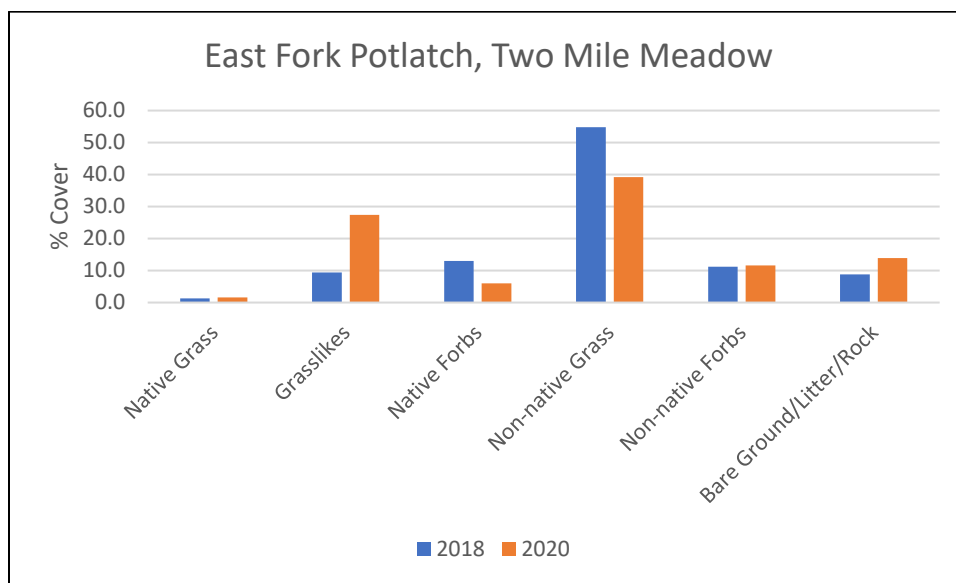 East Fork Potlatch, Two Mile Meadow
% Cover
60.0
50.0
40.0
30.0
20.0
10.0
0.0
Native Grass
Grasslikes
Native Forbs
Non-native Grass
Non-native Forbs
Bare Ground/Litter/Rock
2018 2020